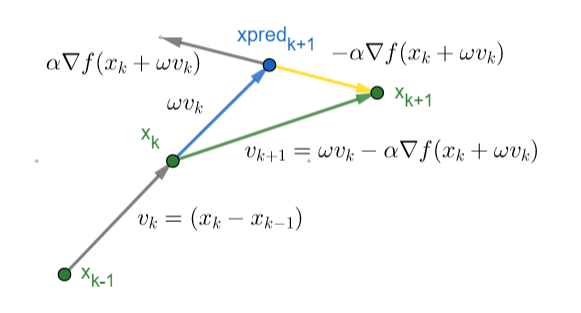 xpred_{k+1}
-α∇f(x_k + ωv_k)
α∇f(x_k + ωv_k)
x_{k+1}
ωv_k
x_k
v_{k+1} = ωv_k - α∇f(x_k + ωv_k)
v_k = (x_k - x_{k-1})
x_{k-1}